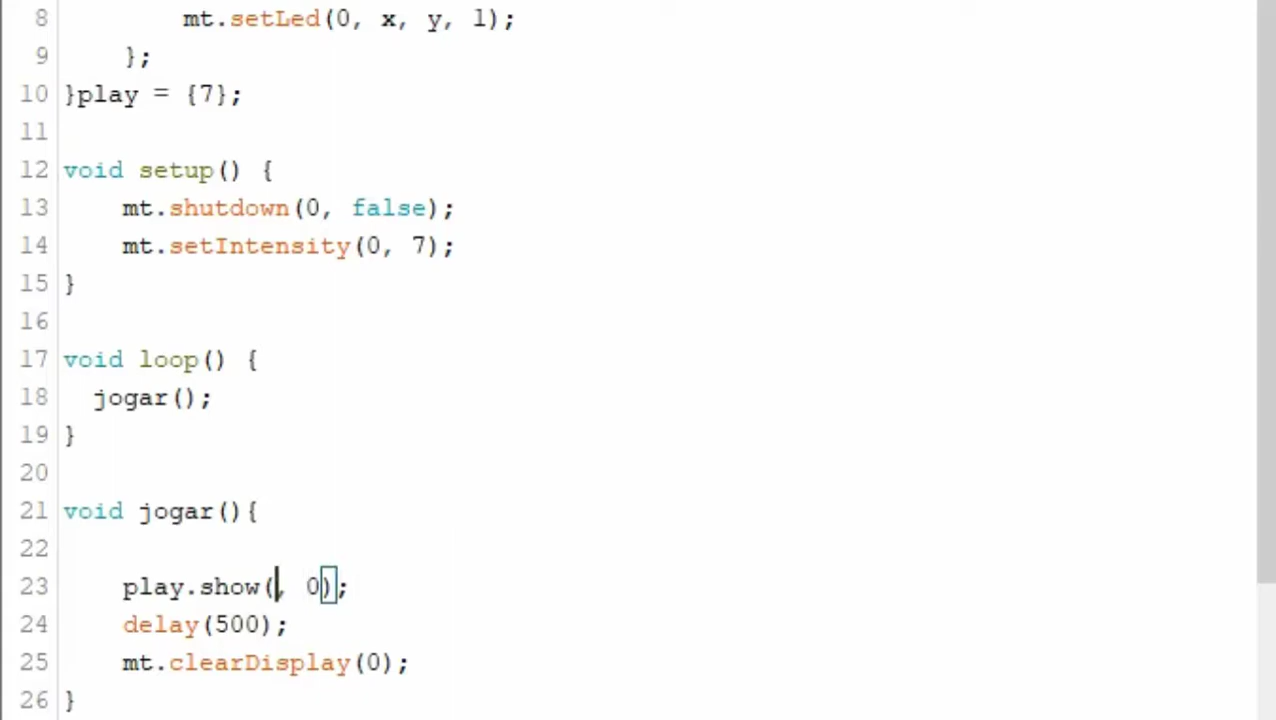 8 mt.setLed(0, x, y, 1);
9 };
10 }play = {7};
11
12 void setup() {
13 mt.shutdown(0, false);
14 mt.setIntensity(0, 7);
15 }
16
17 void loop() {
18 jogar();
19 }
20
21 void jogar(){
22
23 play.show(, 0);
24 delay(500);
25 mt.clearDisplay(0);
26 }